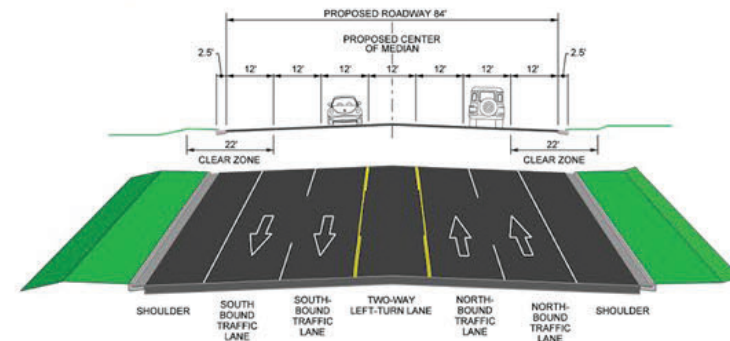 PROPOSED ROADWAY 84'
PROPOSED CENTER
OF MEDIAN
2.5'
2.5'
12'
12'
12'
12'
12'
12'
12'
22'
22'
CLEAR ZONE
CLEAR ZONE
SHOULDER
SOUTH
BOUND
TRAFFIC
LANE
SOUTH-
BOUND
TRAFFIC
LANE
TWO-WAY
LEFT-TURN LANE
NORTH-
BOUND
TRAFFIC
LANE
NORTH-
BOUND
TRAFFIC
LANE
SHOULDER